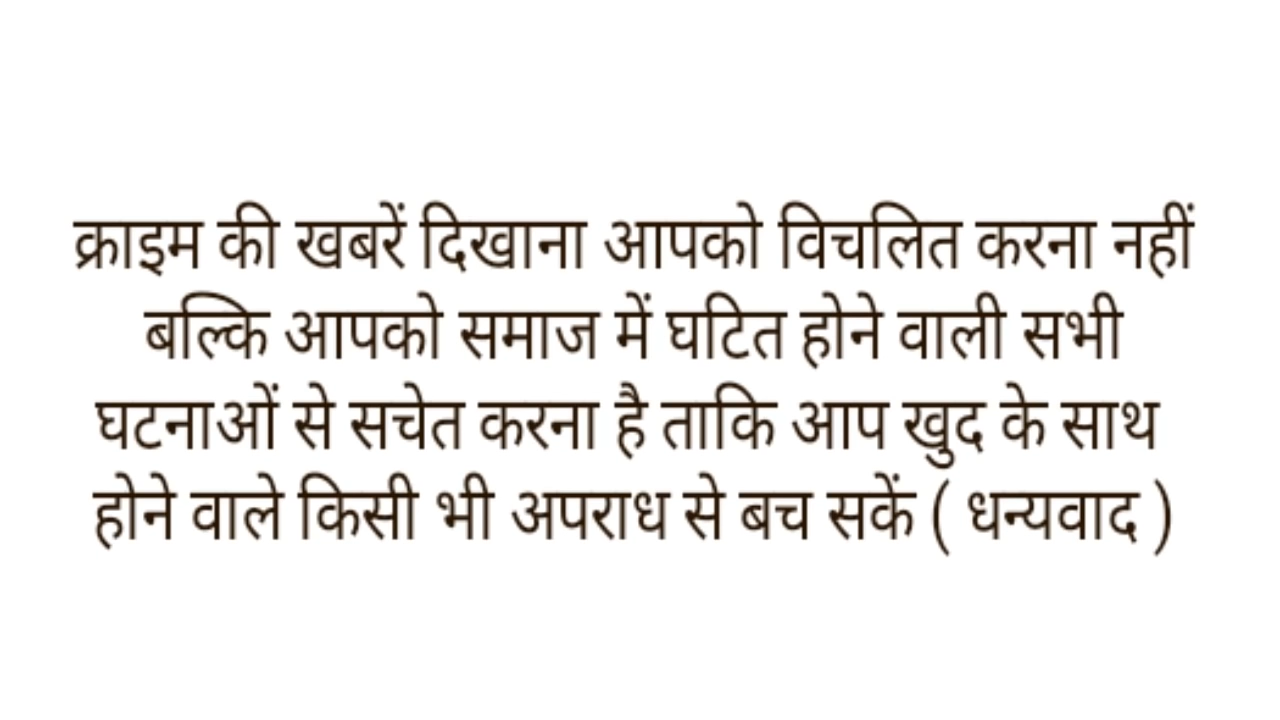 क्राइम की खबरें दिखाना आपको विचलित करना नहीं
बल्कि आपको समाज में घटित होने वाली सभी
घटनाओं से सचेत करना है ताकि आप खुद के साथ
होने वाले किसी भी अपराध से बच सकें ( धन्यवाद )